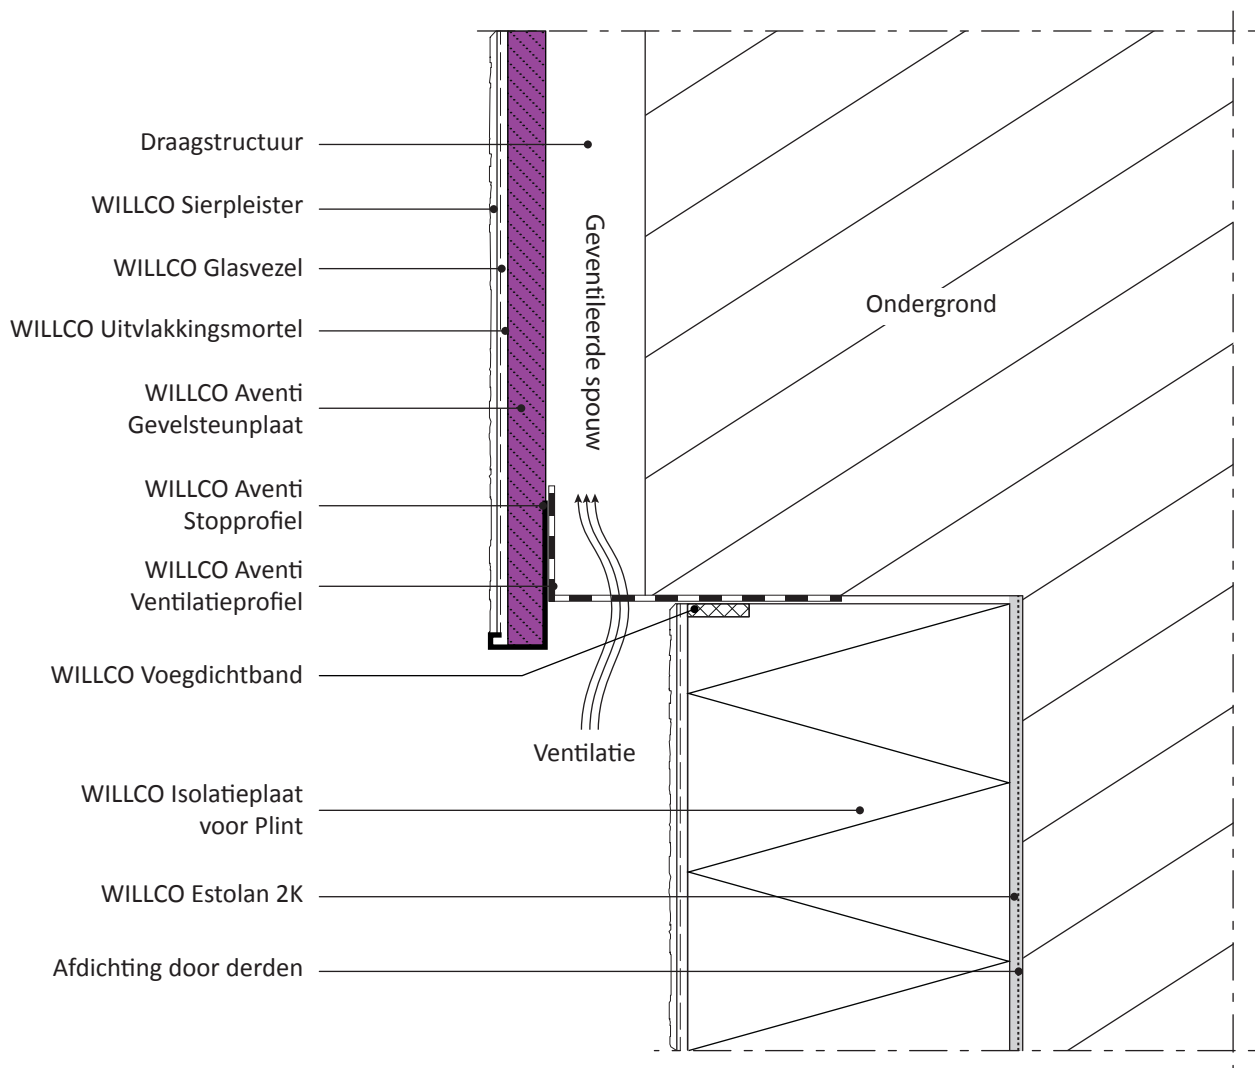 Draagstructuur
WILLCO Sierpleister
WILLCO Glasvezel
WILLCO Uitvlakkingsmortel
WILLCO Aventi
Gevelsteunplaat
WILLCO Aventi
Stopprofiel
WILLCO Aventi
Ventilatieprofiel
WILLCO Voegdichtband
WILLCO Isolatieplaat
voor Plint
WILLCO Estolan 2K
Afdichting door derden
Geventileerde spouw
Ondergrond
Ventilatie